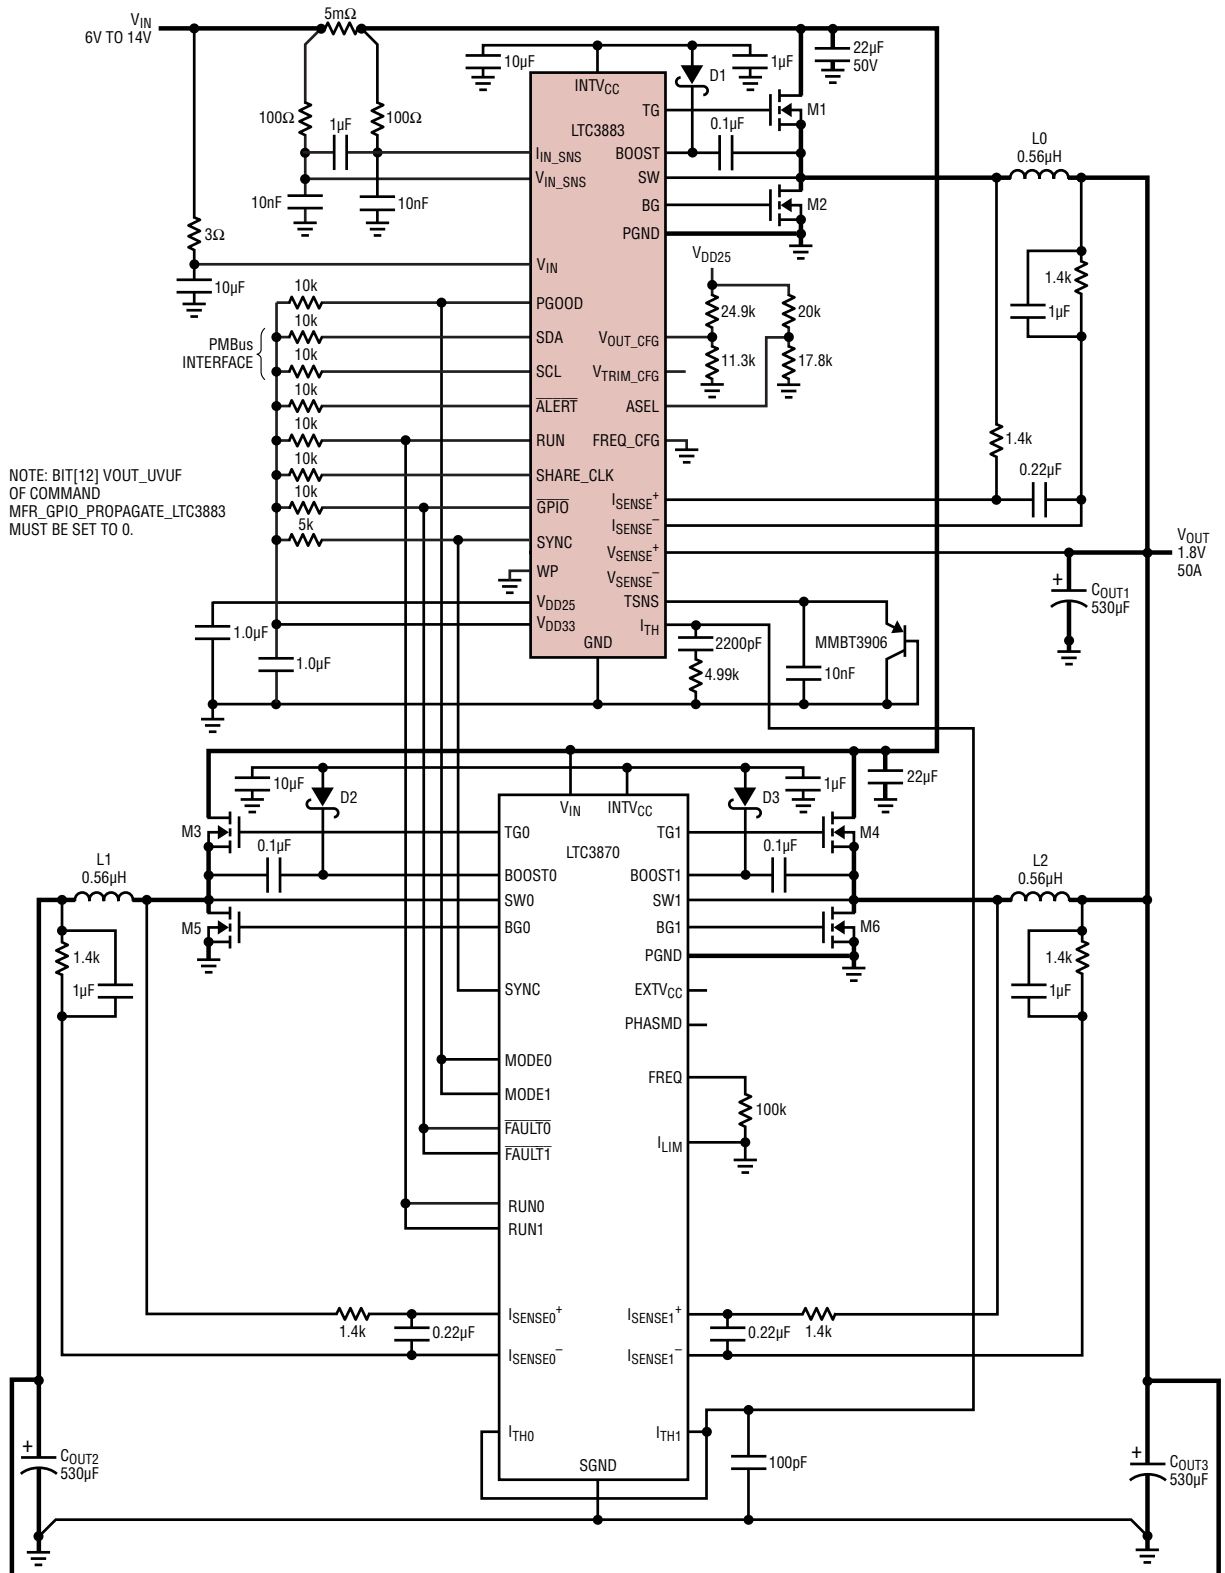 VIN
6V TO 14V
5mΩ
10µF
1µF
D1
22µF
50V
INTVCC
LTC3883
TG
M1
100Ω
1µF
100Ω
0.1µF
L0
0.56µH
IIN_SNS
BOOST
VIN_SNS
SW
10nF
10nF
BG
M2
3Ω
PGND
VIN
VDD25
10µF
10k
PGOOD
1.4k
1µF
24.9k
20k
10k
SDA
VOUT_CFG
PMBus
INTERFACE
10k
SCL
11.3k
17.8k
VTRIM_CFG
10k
ALERT
ASEL
10k
RUN
FREQ_CFG
1.4k
NOTE: BIT[12] VOUT_UVUF
OF COMMAND
MFR_GPIO_PROPAGATE_LTC3883
MUST BE SET TO 0.
10k
SHARE_CLK
0.22µF
10k
GPIO
ISENSE+
ISENSE–
5k
SYNC
VSENSE+
VOUT
1.8V
50A
WP
VSENSE–
+
COUT1
530µF
VDD25
TSNS
1.0µF
VDD33
ITH
2200pF
MMBT3906
GND
1.0µF
4.99k
10nF
10µF
D2
VIN
INTVCC
D3
1µF
22µF
M3
TG0
LTC3870
TG1
M4
L1
0.56µH
0.1µF
BOOST0
BOOST1
0.1µF
L2
0.56µH
SW0
SW1
M5
BG0
BG1
M6
1.4k
PGND
1.4k
1µF
SYNC
EXTVCC
1µF
PHASMD
MODE0
FREQ
MODE1
100k
FAULT0
ILIM
FAULT1
RUN0
RUN1
ISENSE0+
ISENSE1+
1.4k
0.22µF
0.22µF
1.4k
ISENSE0–
ISENSE1–
ITH0
ITH1
+
COUT2
530µF
SGND
100pF
+
COUT3
530µF